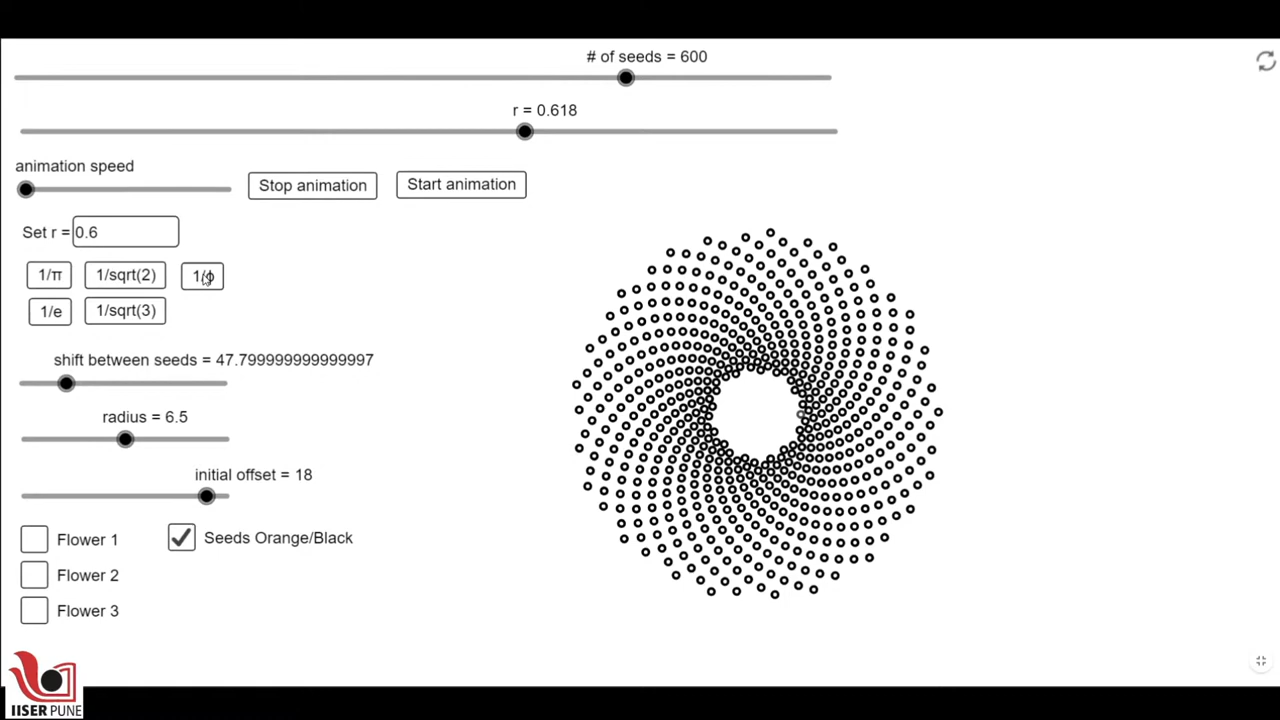 # of seeds = 600
r = 0.618
animation speed
Stop animation
Start animation
Set r = 0.6
1/π 1/sqrt(2) 1/ϕ
1/e 1/sqrt(3)
shift between seeds = 47.799999999999997
radius = 6.5
initial offset = 18
Flower 1
Seeds Orange/Black
Flower 2
Flower 3
IISER PUNE